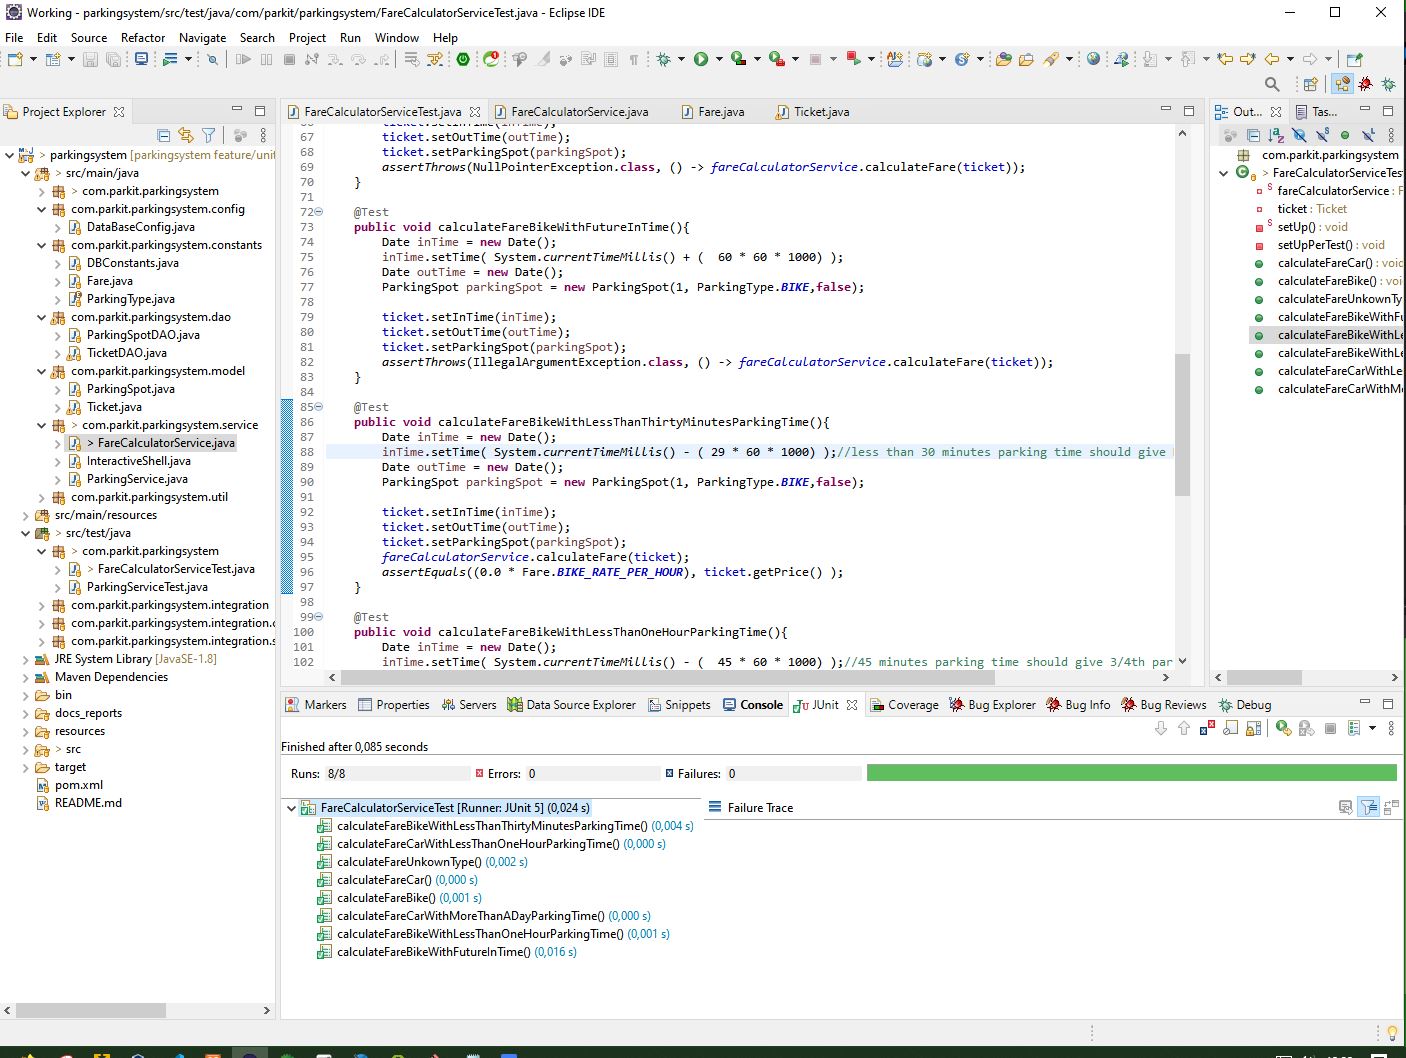 Working - parkingsystem/src/test/java/com/parkit/parkingsystem/FareCalculatorServiceTest.java - Eclipse IDE
File Edit Source Refactor Navigate Search Project Run Window Help
Project Explorer
> parkingsystem [parkingsystem feature/unit
> src/main/java
> com.parkit.parkingsystem
com.parkit.parkingsystem.config
DataBaseConfig.java
com.parkit.parkingsystem.constants
DBConstants.java
Fare.java
ParkingType.java
com.parkit.parkingsystem.dao
ParkingSpotDAO.java
TicketDAO.java
com.parkit.parkingsystem.model
ParkingSpot.java
Ticket.java
> com.parkit.parkingsystem.service
> FareCalculatorService.java
InteractiveShell.java
ParkingService.java
com.parkit.parkingsystem.util
src/main/resources
> src/test/java
> com.parkit.parkingsystem
> FareCalculatorServiceTest.java
ParkingServiceTest.java
com.parkit.parkingsystem.integration
com.parkit.parkingsystem.integration.c
com.parkit.parkingsystem.integration.s
JRE System Library [JavaSE-1.8]
Maven Dependencies
bin
docs_reports
resources
> src
target
pom.xml
README.md
FareCalculatorServiceTest.java FareCalculatorService.java Fare.java Ticket.java
67 ticket.setOutTime(outTime);
68 ticket.setParkingSpot(parkingSpot);
69 assertThrows(NullPointerException.class, () -> fareCalculatorService.calculateFare(ticket));
70 }
71
72 @Test
73 public void calculateFareBikeWithFutureInTime(){
74 Date inTime = new Date();
75 inTime.setTime( System.currentTimeMillis() + (  60 * 60 * 1000) );
76 Date outTime = new Date();
77 ParkingSpot parkingSpot = new ParkingSpot(1, ParkingType.BIKE,false);
78
79 ticket.setInTime(inTime);
80 ticket.setOutTime(outTime);
81 ticket.setParkingSpot(parkingSpot);
82 assertThrows(IllegalArgumentException.class, () -> fareCalculatorService.calculateFare(ticket));
83 }
84
85 @Test
86 public void calculateFareBikeWithLessThanThirtyMinutesParkingTime(){
87 Date inTime = new Date();
88 inTime.setTime( System.currentTimeMillis() - ( 29 * 60 * 1000) );//less than 30 minutes parking time should give
89 Date outTime = new Date();
90 ParkingSpot parkingSpot = new ParkingSpot(1, ParkingType.BIKE,false);
91
92 ticket.setInTime(inTime);
93 ticket.setOutTime(outTime);
94 ticket.setParkingSpot(parkingSpot);
95 fareCalculatorService.calculateFare(ticket);
96 assertEquals((0.0 * Fare.BIKE_RATE_PER_HOUR), ticket.getPrice() );
97 }
98
99 @Test
100 public void calculateFareBikeWithLessThanOneHourParkingTime(){
101 Date inTime = new Date();
102 inTime.setTime( System.currentTimeMillis() - (  45 * 60 * 1000) );//45 minutes parking time should give 3/4th par
Out... Tas...
com.parkit.parkingsystem
> FareCalculatorServiceTes
fareCalculatorService : F
ticket : Ticket
setUp() : void
setUpPerTest() : void
calculateFareCar() : void
calculateFareBike() : voi
calculateFareUnkownTy
calculateFareBikeWithFu
calculateFareBikeWithLe
calculateFareBikeWithLe
calculateFareCarWithLe
calculateFareCarWithMo
Markers Properties Servers Data Source Explorer Snippets Console JUnit Coverage Bug Explorer Bug Info Bug Reviews Debug
Finished after 0,085 seconds
Runs: 8/8 Errors: 0 Failures: 0
FareCalculatorServiceTest [Runner: JUnit 5] (0,024 s)
calculateFareBikeWithLessThanThirtyMinutesParkingTime() (0,004 s)
calculateFareCarWithLessThanOneHourParkingTime() (0,000 s)
calculateFareUnkownType() (0,002 s)
calculateFareCar() (0,000 s)
calculateFareBike() (0,001 s)
calculateFareCarWithMoreThanADayParkingTime() (0,000 s)
calculateFareBikeWithLessThanOneHourParkingTime() (0,001 s)
calculateFareBikeWithFutureInTime() (0,016 s)
Failure Trace